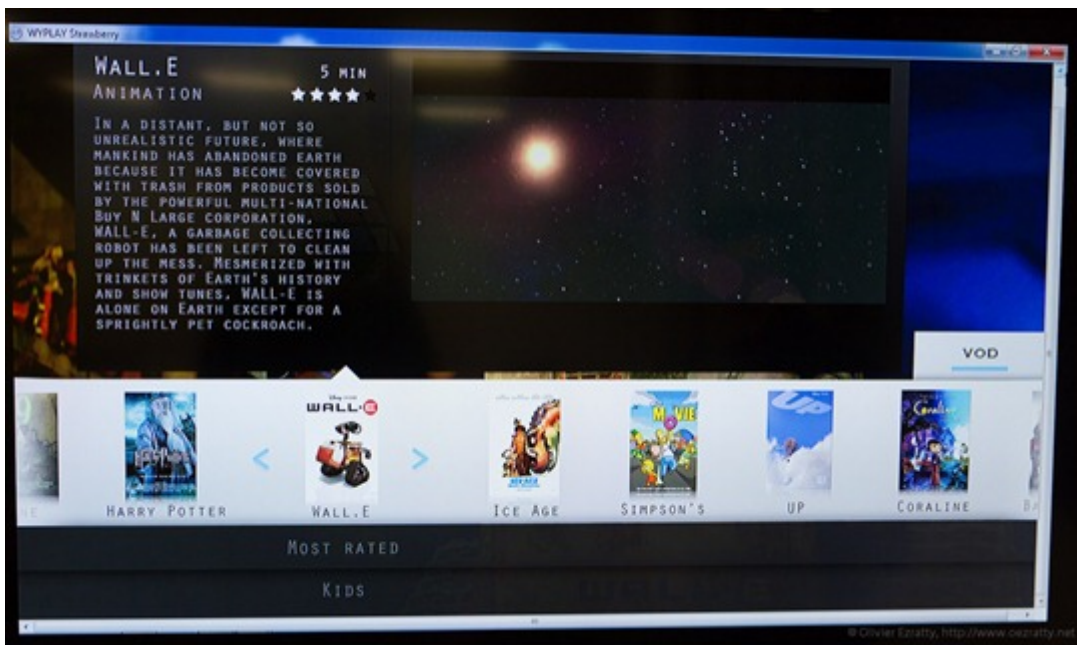 WYPLAY Strawberry
WALL.E
5 MIN
ANIMATION
IN A DISTANT, BUT NOT SO
UNREALISTIC FUTURE, WHERE
MANKIND HAS ABANDONED EARTH
BECAUSE IT HAS BECOME COVERED
WITH TRASH FROM PRODUCTS SOLD
BY THE POWERFUL MULTI-NATIONAL
BUY N LARGE CORPORATION,
WALL-E, A GARBAGE COLLECTING
ROBOT HAS BEEN LEFT TO CLEAN
UP THE MESS. MESMERIZED WITH
TRINKETS OF EARTH'S HISTORY
AND SHOW TUNES, WALL-E IS
ALONE ON EARTH EXCEPT FOR A
SPRIGHTLY PET COCKROACH.
VOD
WALL·E
MOVIE
UP
Coraline
HARRY POTTER
WALL.E
ICE AGE
SIMPSON'S
UP
CORALINE
MOST RATED
KIDS
© Olivier Ezratty, http://www.oezratty.net